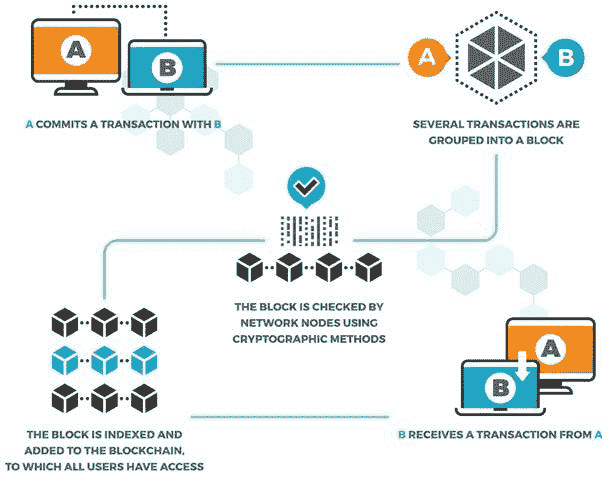 A
B
A COMMITS A TRANSACTION WITH B
A
B
SEVERAL TRANSACTIONS ARE
GROUPED INTO A BLOCK
THE BLOCK IS CHECKED BY
NETWORK NODES USING
CRYPTOGRAPHIC METHODS
THE BLOCK IS INDEXED AND
ADDED TO THE BLOCKCHAIN,
TO WHICH ALL USERS HAVE ACCESS
A
B
B RECEIVES A TRANSACTION FROM A